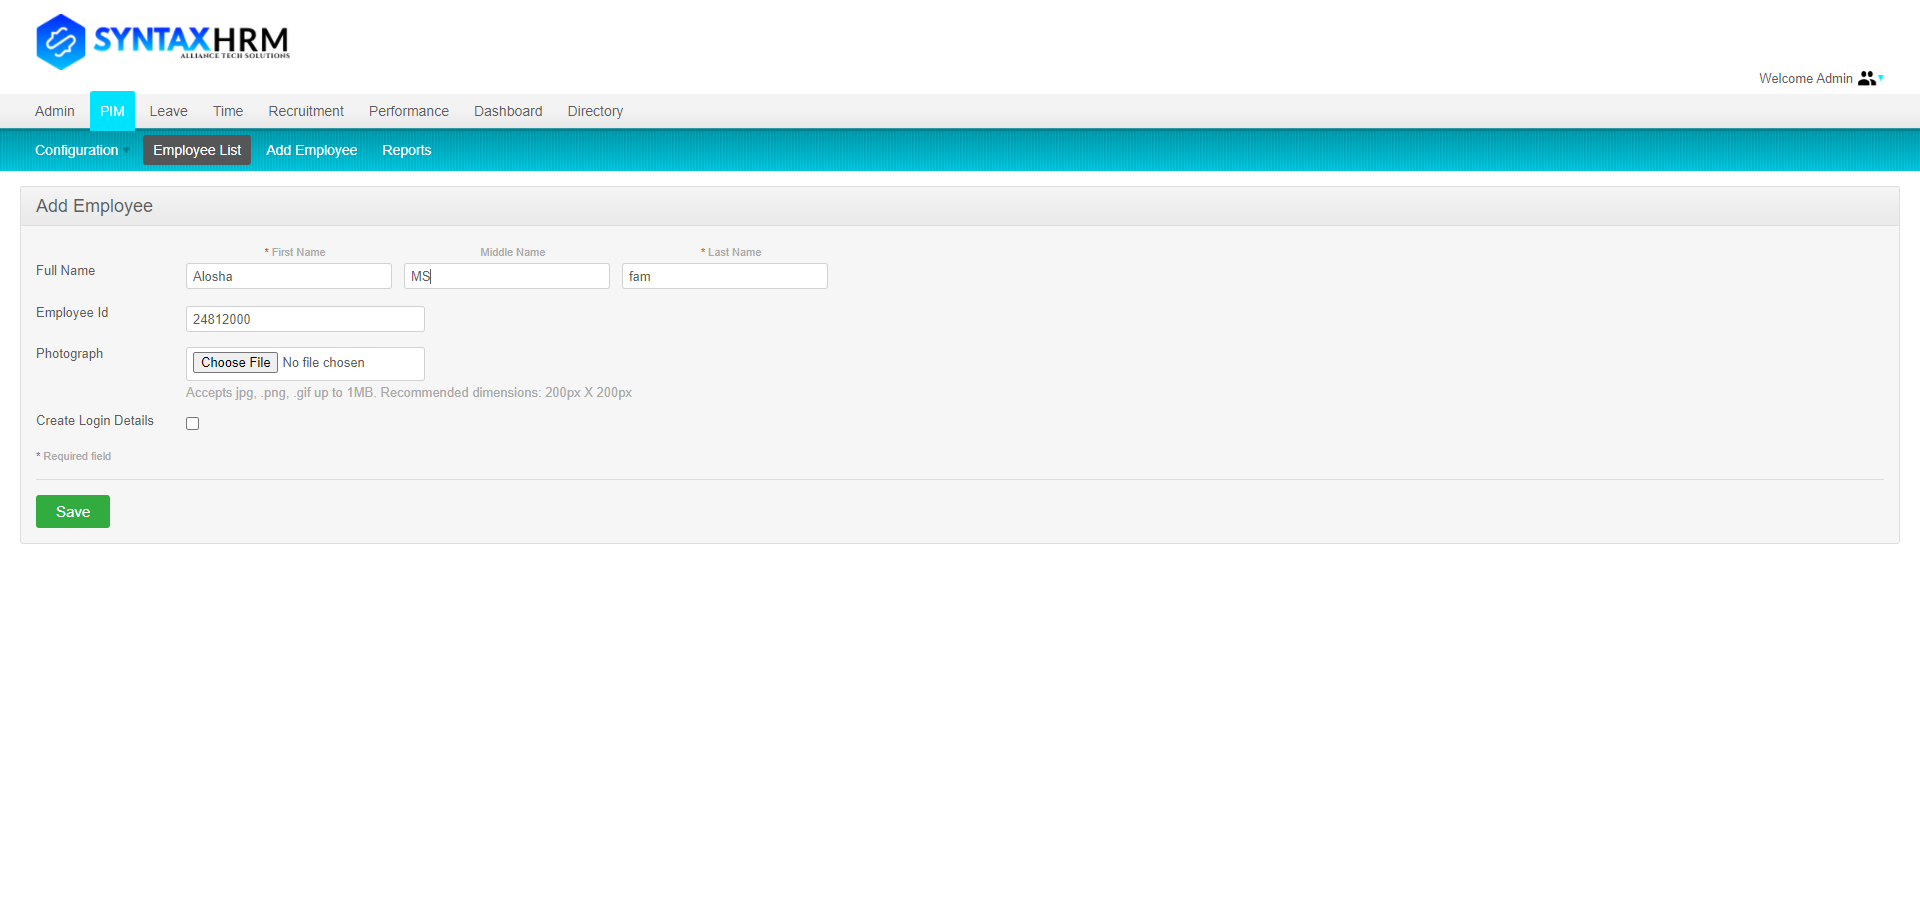 SYNTAXHRM
ALLIANCE TECH SOLUTIONS
Welcome Admin
Admin PIM Leave Time Recruitment Performance Dashboard Directory
Configuration Employee List Add Employee Reports
Add Employee
* First Name Middle Name * Last Name
Full Name Alosha MS fam
Employee Id 24812000
Photograph Choose File No file chosen
Accepts jpg, .png, .gif up to 1MB. Recommended dimensions: 200px X 200px
Create Login Details
* Required field
Save